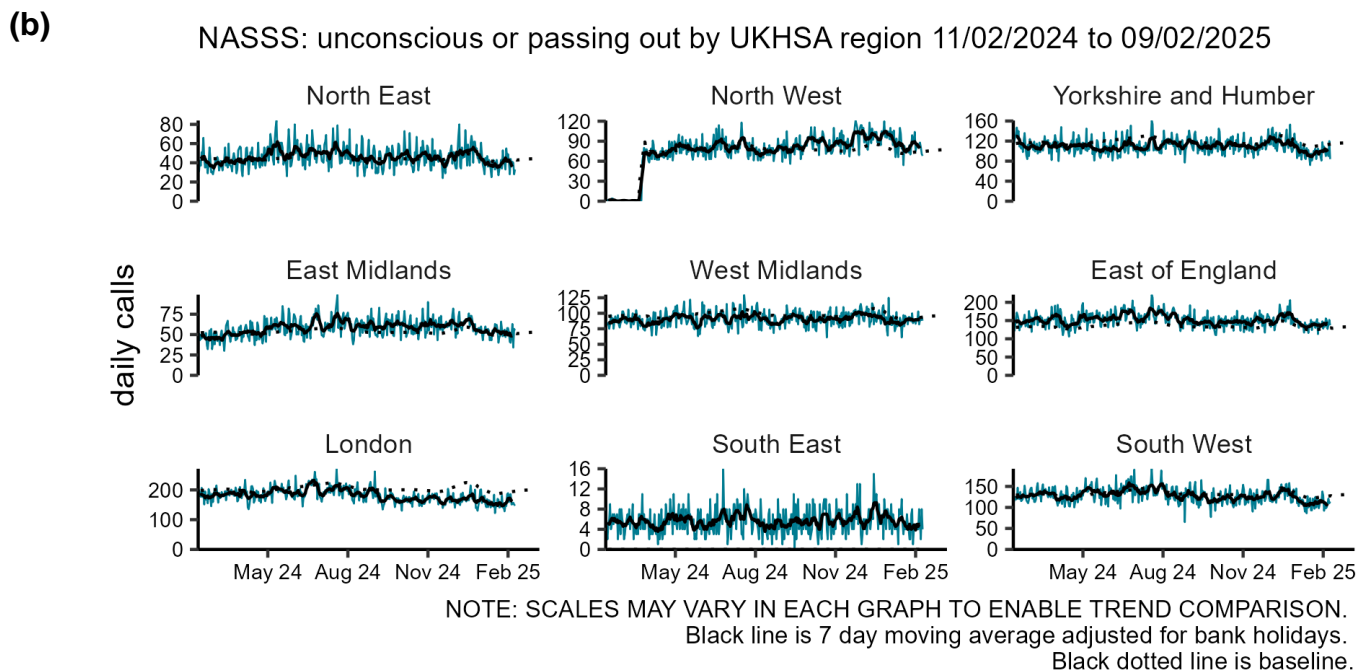 (b)
NASSS: unconscious or passing out by UKHSA region 11/02/2024 to 09/02/2025
daily calls
North East
80
60
40
20
0
North West
120
90
60
30
0
Yorkshire and Humber
160
120
80
40
0
East Midlands
75
50
25
0
West Midlands
125
100
75
50
25
0
East of England
200
150
100
50
0
London
200
100
0
May 24 Aug 24 Nov 24 Feb 25
South East
16
12
8
4
0
May 24 Aug 24 Nov 24 Feb 25
South West
150
100
50
0
May 24 Aug 24 Nov 24 Feb 25
NOTE: SCALES MAY VARY IN EACH GRAPH TO ENABLE TREND COMPARISON.
Black line is 7 day moving average adjusted for bank holidays.
Black dotted line is baseline.